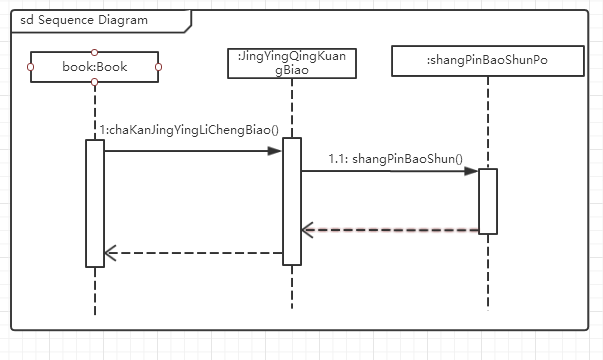 sd Sequence Diagram
book:Book
:JingYingQingKuan
gBiao
:shangPinBaoShunPo
1:chaKanJingYingLiChengBiao()
1.1: shangPinBaoShun()